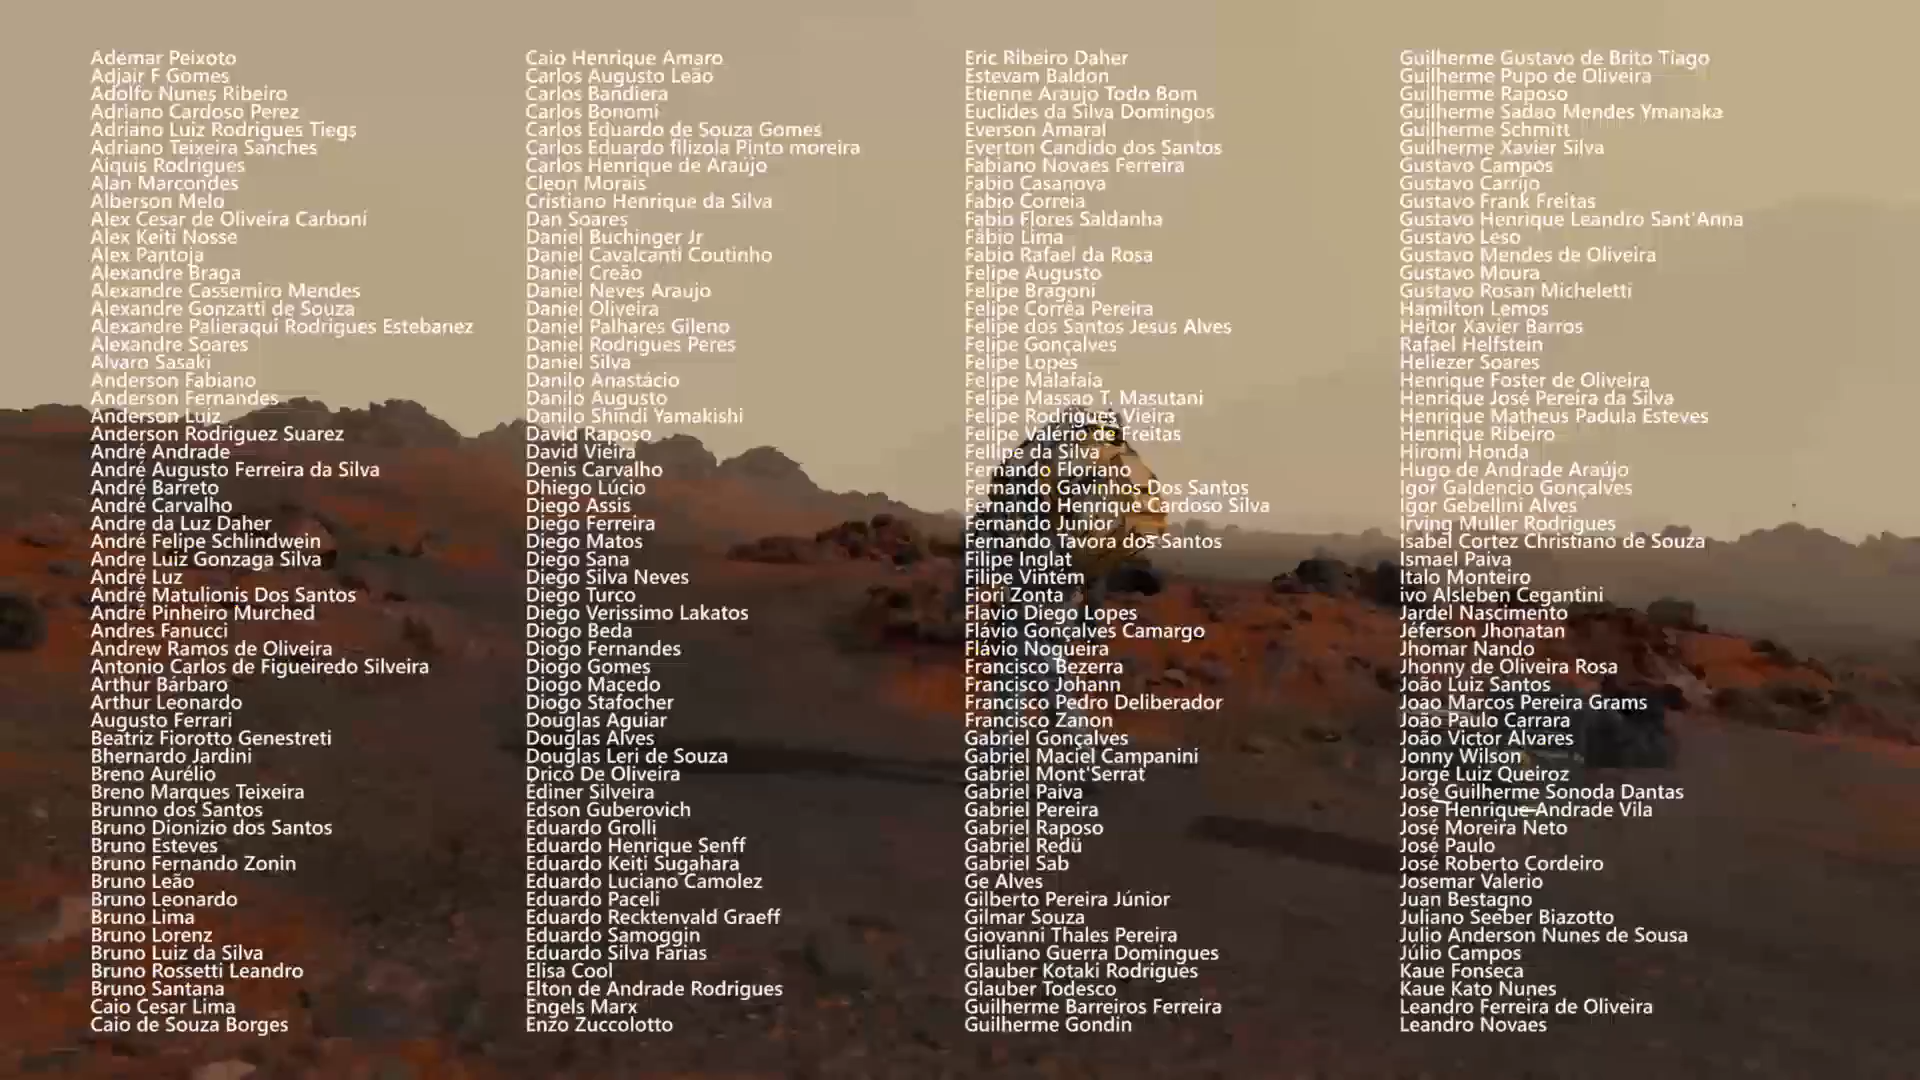 Ademar Peixoto
Adjair F Gomes
Adolfo Nunes Ribeiro
Adriano Cardoso Perez
Adriano Luiz Rodrigues Tiegs
Adriano Teixeira Sanches
Aiquis Rodrigues
Alan Marcondes
Alberson Melo
Alex Cesar de Oliveira Carboni
Alex Keiti Nosse
Alex Pantoja
Alexandre Braga
Alexandre Cassemiro Mendes
Alexandre Gonzatti de Souza
Alexandre Palieraqui Rodrigues Estebanez
Alexandre Soares
Alvaro Sasaki
Anderson Fabiano
Anderson Fernandes
Anderson Luiz
Anderson Rodriguez Suarez
André Andrade
André Augusto Ferreira da Silva
André Barreto
André Carvalho
Andre da Luz Daher
André Felipe Schlindwein
Andre Luiz Gonzaga Silva
André Luz
André Matulionis Dos Santos
André Pinheiro Murched
Andres Fanucci
Andrew Ramos de Oliveira
Antonio Carlos de Figueiredo Silveira
Arthur Bárbaro
Arthur Leonardo
Augusto Ferrari
Beatriz Fiorotto Genestreti
Bhernardo Jardini
Breno Aurélio
Breno Marques Teixeira
Brunno dos Santos
Bruno Dionizio dos Santos
Bruno Esteves
Bruno Fernando Zonin
Bruno Leão
Bruno Leonardo
Bruno Lima
Bruno Lorenz
Bruno Luiz da Silva
Bruno Rossetti Leandro
Bruno Santana
Caio Cesar Lima
Caio de Souza Borges
Caio Henrique Amaro
Carlos Augusto Leão
Carlos Bandiera
Carlos Bonomi
Carlos Eduardo de Souza Gomes
Carlos Eduardo filizola Pinto moreira
Carlos Henrique de Araújo
Cleon Morais
Cristiano Henrique da Silva
Dan Soares
Daniel Buchinger Jr
Daniel Cavalcanti Coutinho
Daniel Creão
Daniel Neves Araujo
Daniel Oliveira
Daniel Palhares Gileno
Daniel Rodrigues Peres
Daniel Silva
Danilo Anastácio
Danilo Augusto
Danilo Shindi Yamakishi
David Raposo
David Vieira
Denis Carvalho
Dhiego Lúcio
Diego Assis
Diego Ferreira
Diego Matos
Diego Sana
Diego Silva Neves
Diego Turco
Diego Verissimo Lakatos
Diogo Beda
Diogo Fernandes
Diogo Gomes
Diogo Macedo
Diogo Stafocher
Douglas Aguiar
Douglas Alves
Douglas Leri de Souza
Drico De Oliveira
Ediner Silveira
Edson Guberovich
Eduardo Grolli
Eduardo Henrique Senff
Eduardo Keiti Sugahara
Eduardo Luciano Camolez
Eduardo Paceli
Eduardo Recktenvald Graeff
Eduardo Samoggin
Eduardo Silva Farias
Elisa Cool
Elton de Andrade Rodrigues
Engels Marx
Enzo Zuccolotto
Eric Ribeiro Daher
Estevam Baldon
Etienne Araujo Todo Bom
Euclides da Silva Domingos
Everson Amaral
Everton Candido dos Santos
Fabiano Novaes Ferreira
Fabio Casanova
Fabio Correia
Fabio Flores Saldanha
Fábio Lima
Fabio Rafael da Rosa
Felipe Augusto
Felipe Bragoni
Felipe Corrêa Pereira
Felipe dos Santos Jesus Alves
Felipe Gonçalves
Felipe Lopes
Felipe Malafaia
Felipe Massao T. Masutani
Felipe Rodrigues Vieira
Felipe Valério de Freitas
Fellipe da Silva
Fernando Floriano
Fernando Gavinhos Dos Santos
Fernando Henrique Cardoso Silva
Fernando Junior
Fernando Tavora dos Santos
Filipe Inglat
Filipe Vintém
Fiori Zonta
Flavio Diego Lopes
Flávio Gonçalves Camargo
Flávio Nogueira
Francisco Bezerra
Francisco Johann
Francisco Pedro Deliberador
Francisco Zanon
Gabriel Gonçalves
Gabriel Maciel Campanini
Gabriel Mont'Serrat
Gabriel Paiva
Gabriel Pereira
Gabriel Raposo
Gabriel Redü
Gabriel Sab
Ge Alves
Gilberto Pereira Júnior
Gilmar Souza
Giovanni Thales Pereira
Giuliano Guerra Domingues
Glauber Kotaki Rodrigues
Glauber Todesco
Guilherme Barreiros Ferreira
Guilherme Gondin
Guilherme Gustavo de Brito Tiago
Guilherme Pupo de Oliveira
Guilherme Raposo
Guilherme Sadao Mendes Ymanaka
Guilherme Schmitt
Guilherme Xavier Silva
Gustavo Campos
Gustavo Carrijo
Gustavo Frank Freitas
Gustavo Henrique Leandro Sant'Anna
Gustavo Leso
Gustavo Mendes de Oliveira
Gustavo Moura
Gustavo Rosan Micheletti
Hamilton Lemos
Heitor Xavier Barros
Rafael Helfstein
Heliezer Soares
Henrique Foster de Oliveira
Henrique José Pereira da Silva
Henrique Matheus Padula Esteves
Henrique Ribeiro
Hiromi Honda
Hugo de Andrade Araújo
Igor Galdencio Gonçalves
Igor Gebellini Alves
Irving Muller Rodrigues
Isabel Cortez Christiano de Souza
Ismael Paiva
Italo Monteiro
ivo Alsleben Cegantini
Jardel Nascimento
Jéferson Jhonatan
Jhomar Nando
Jhonny de Oliveira Rosa
João Luiz Santos
Joao Marcos Pereira Grams
João Paulo Carrara
João Victor Alvares
Jonny Wilson
Jorge Luiz Queiroz
José Guilherme Sonoda Dantas
José Henrique Andrade Vila
José Moreira Neto
José Paulo
José Roberto Cordeiro
Josemar Valerio
Juan Bestagno
Juliano Seeber Biazotto
Julio Anderson Nunes de Sousa
Júlio Campos
Kaue Fonseca
Kaue Kato Nunes
Leandro Ferreira de Oliveira
Leandro Novaes